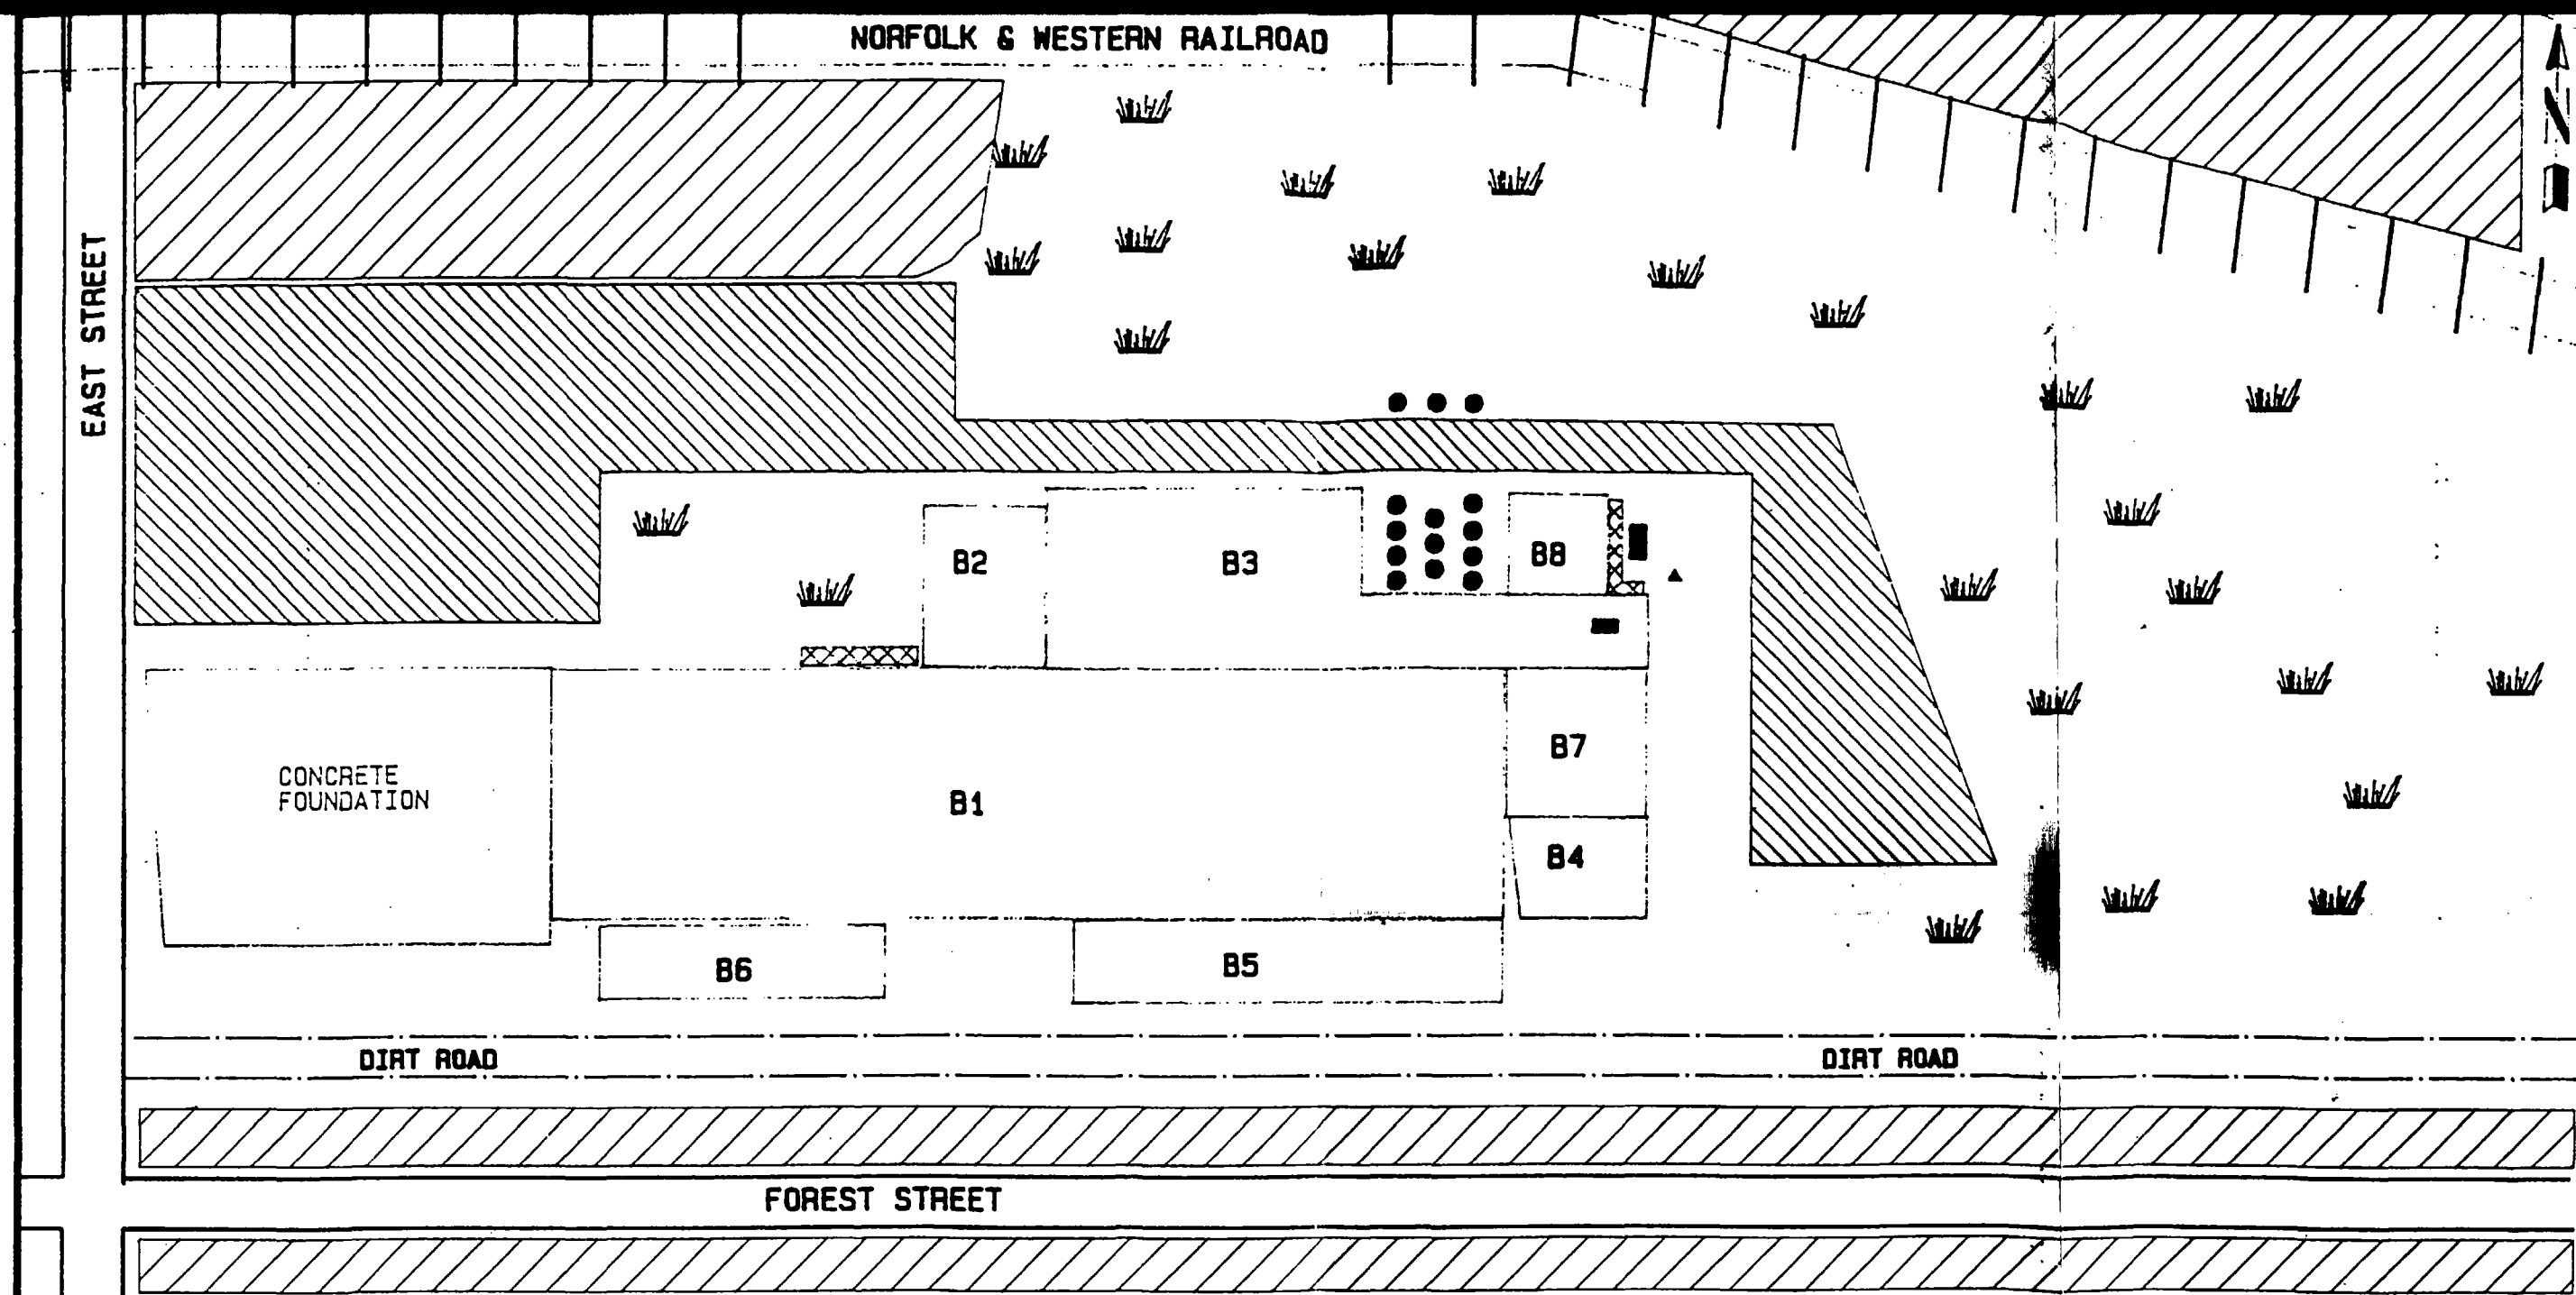 NORFOLK & WESTERN RAILROAD
N
EAST STREET
B2
B3
B8
CONCRETE
FOUNDATION
B1
B7
B4
B6
B5
DIRT ROAD
DIRT ROAD
FOREST STREET